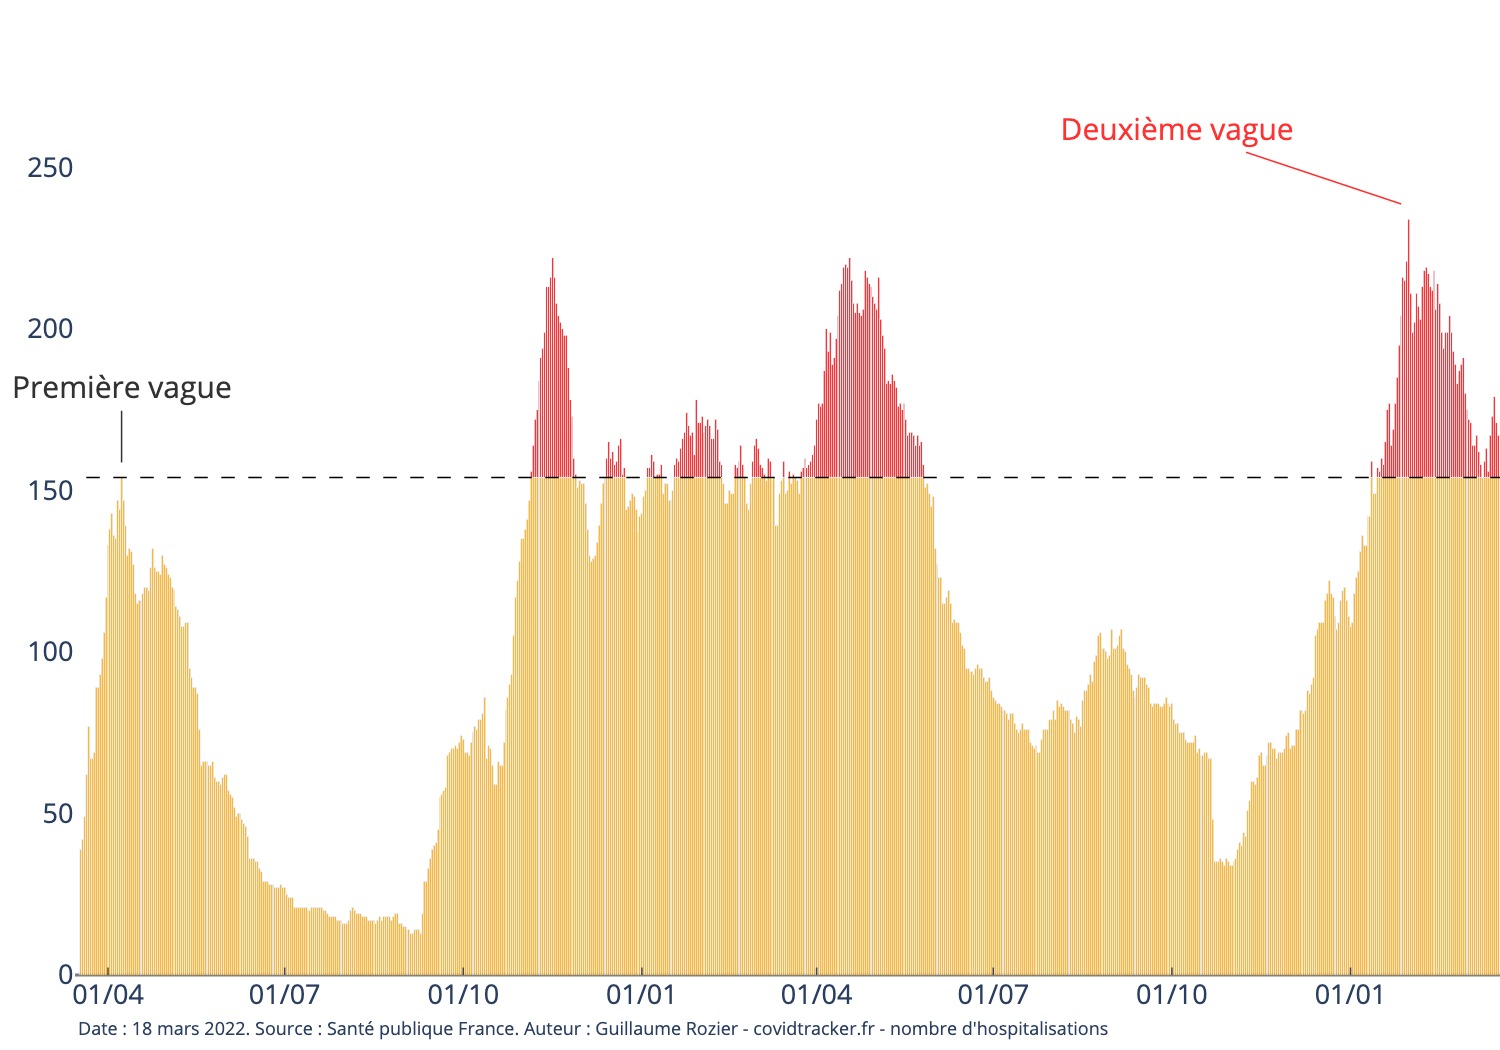 Deuxième vague
250
200
Première vague
150
100
50
0
01/04 01/07 01/10 01/01 01/04 01/07 01/10 01/01
Date : 18 mars 2022. Source : Santé publique France. Auteur : Guillaume Rozier - covidtracker.fr - nombre d'hospitalisations